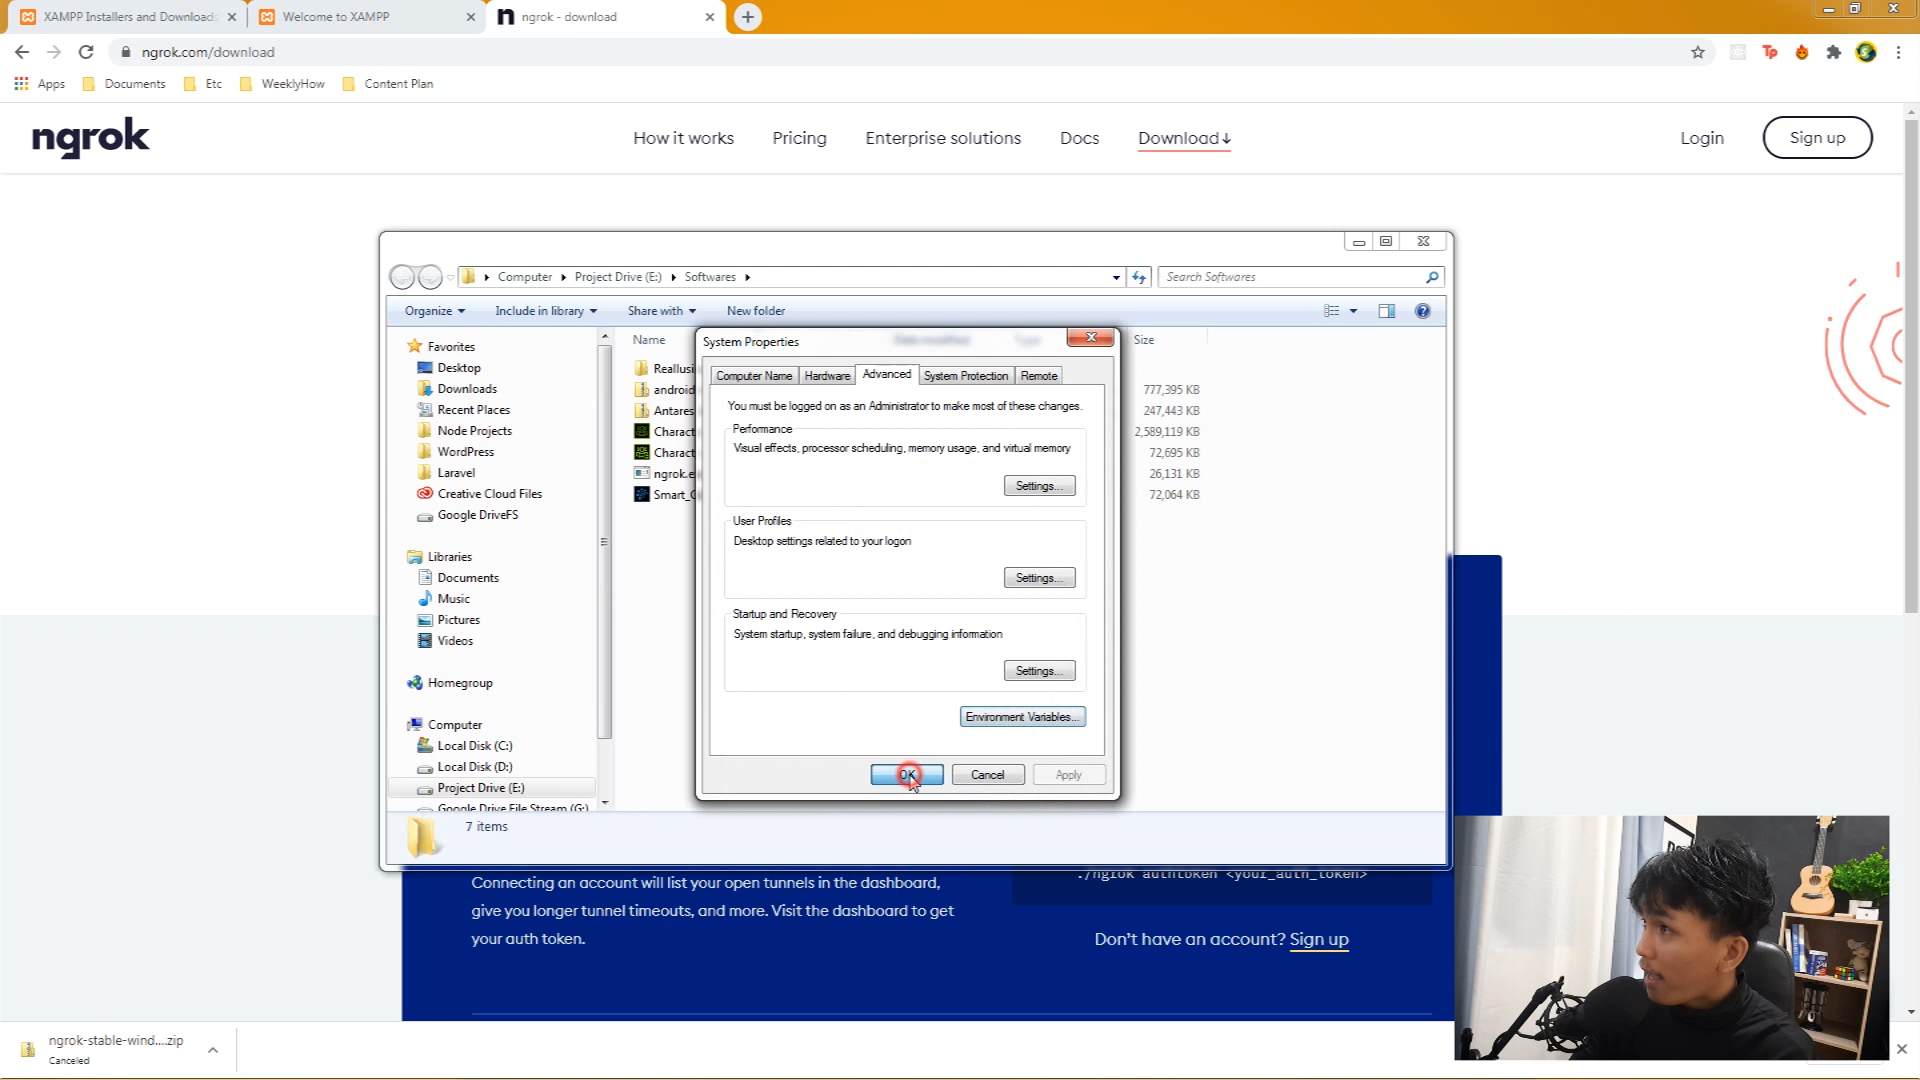 XAMPP Installers and Downloads
Welcome to XAMPP
ngrok - download
ngrok.com/download
Apps
Documents
Etc
WeeklyHow
Content Plan
ngrok
How it works
Pricing
Enterprise solutions
Docs
Download↓
Login
Sign up
Computer
Project Drive (E:)
Softwares
Search Softwares
Organize
Include in library
Share with
New folder
Name
Size
Favorites
Desktop
Downloads
Recent Places
Node Projects
WordPress
Laravel
Creative Cloud Files
Google DriveFS
Libraries
Documents
Music
Pictures
Videos
Homegroup
Computer
Local Disk (C:)
Local Disk (D:)
Project Drive (E:)
Google Drive File Stream (G:)
Reallusi
android
Antares
Charact
Charact
ngrok.e
Smart_
777,395 KB
247,443 KB
2,589,119 KB
72,695 KB
26,131 KB
72,064 KB
System Properties
Computer Name
Hardware
Advanced
System Protection
Remote
You must be logged on as an Administrator to make most of these changes.
Performance
Visual effects, processor scheduling, memory usage, and virtual memory
Settings...
User Profiles
Desktop settings related to your logon
Settings...
Startup and Recovery
System startup, system failure, and debugging information
Settings...
Environment Variables...
OK
Cancel
Apply
7 items
Connecting an account will list your open tunnels in the dashboard,
give you longer tunnel timeouts, and more. Visit the dashboard to get
your auth token.
./ngrok authtoken <your_auth_token>
Don't have an account? Sign up
ngrok-stable-wind....zip
Canceled